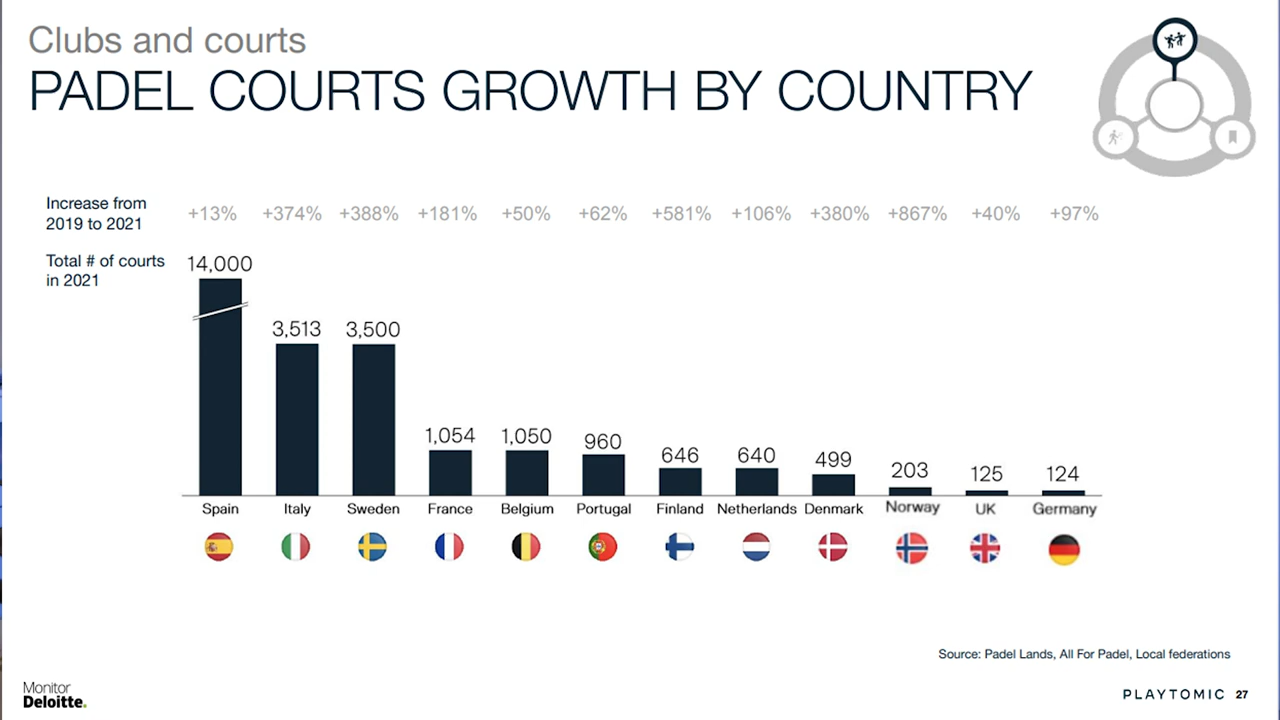 Clubs and courts
PADEL COURTS GROWTH BY COUNTRY
Increase from
2019 to 2021
+13% +374% +388% +181% +50% +62% +581% +106% +380% +867% +40% +97%
Total # of courts
in 2021
14,000 3,513 3,500 1,054 1,050 960 646 640 499 203 125 124
Spain Italy Sweden France Belgium Portugal Finland Netherlands Denmark Norway UK Germany
Source: Padel Lands, All For Padel, Local federations
Monitor
Deloitte.
PLAYTOMIC 27